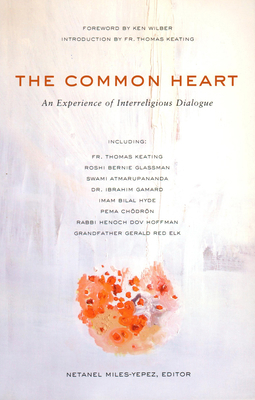 FOREWORD BY KEN WILBER
INTRODUCTION BY FR. THOMAS KEATING
THE COMMON HEART
An Experience of Interreligious Dialogue
INCLUDING:
FR. THOMAS KEATING
ROSHI BERNIE GLASSMAN
SWAMI ATMARUPANANDA
DR. IBRAHIM GAMARD
IMAM BILAL HYDE
PEMA CHÖDRÖN
RABBI HENOCH DOV HOFFMAN
GRANDFATHER GERALD RED ELK
NETANEL MILES-YEPEZ, EDITOR